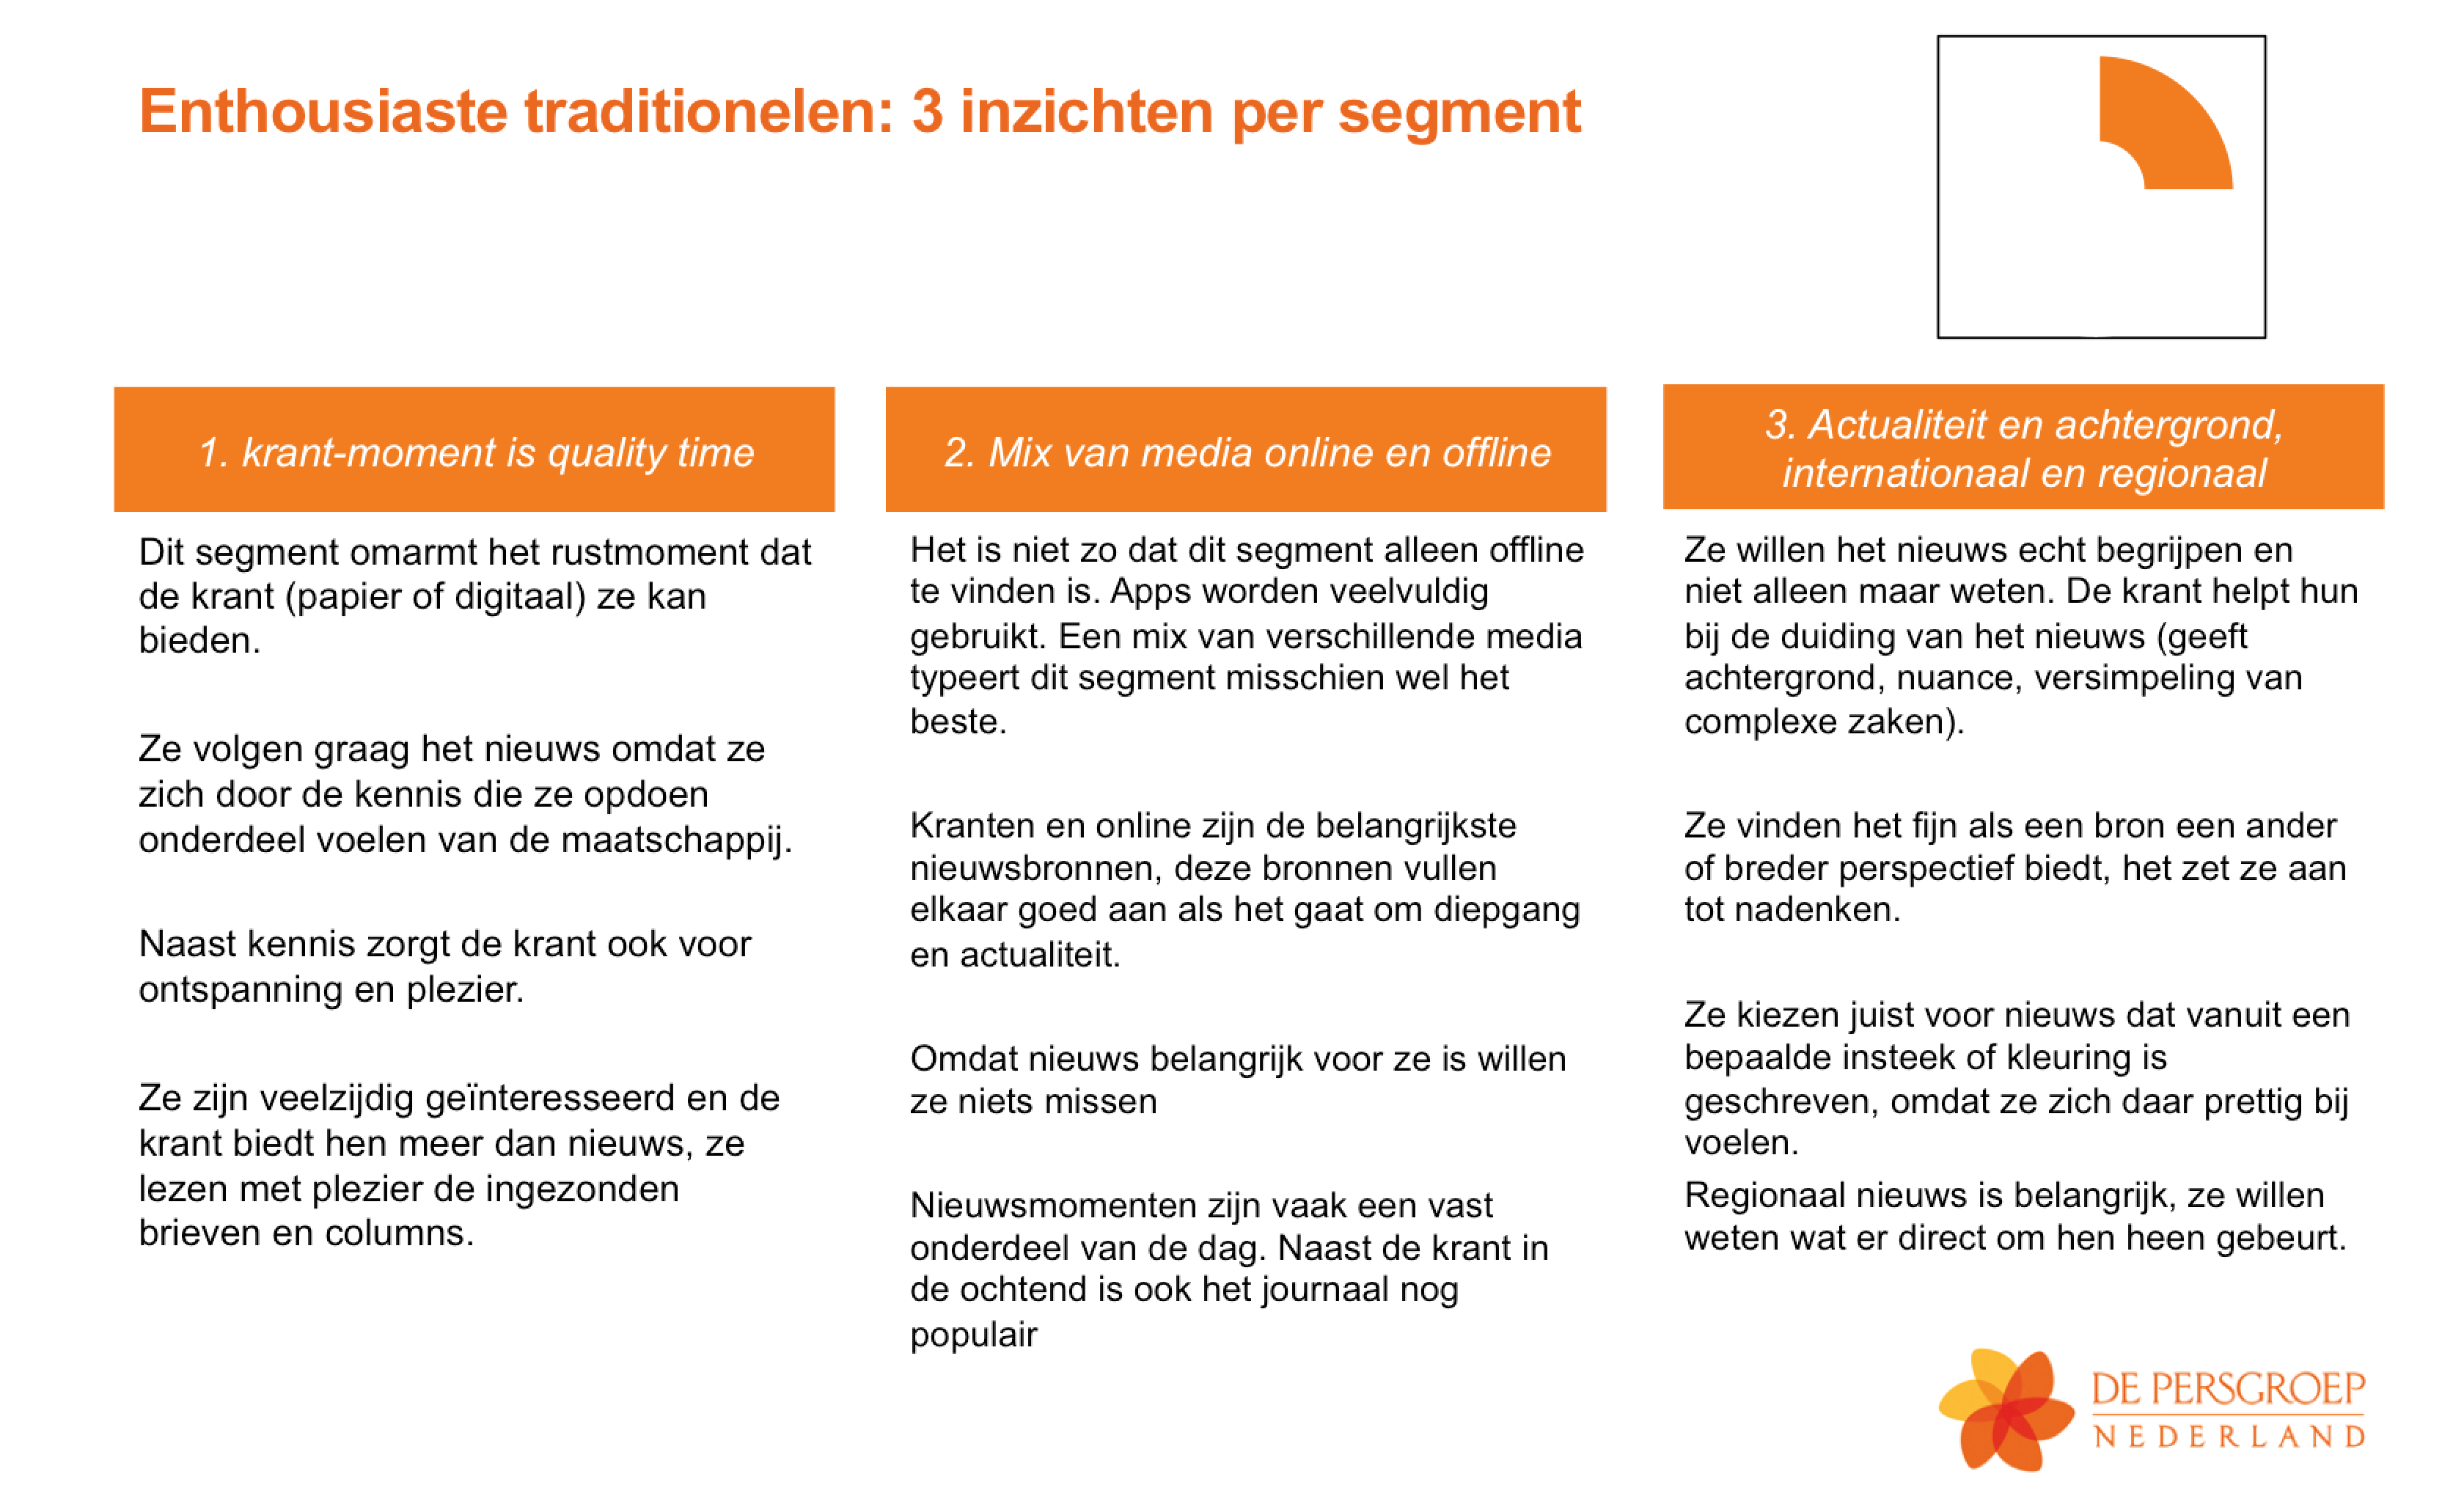 Enthousiaste traditionelen: 3 inzichten per segment
1. krant-moment is quality time
Dit segment omarmt het rustmoment dat
de krant (papier of digitaal) ze kan
bieden.
Ze volgen graag het nieuws omdat ze
zich door de kennis die ze opdoen
onderdeel voelen van de maatschappij.
Naast kennis zorgt de krant ook voor
ontspanning en plezier.
Ze zijn veelzijdig geïnteresseerd en de
krant biedt hen meer dan nieuws, ze
lezen met plezier de ingezonden
brieven en columns.
2. Mix van media online en offline
Het is niet zo dat dit segment alleen offline
te vinden is. Apps worden veelvuldig
gebruikt. Een mix van verschillende media
typeert dit segment misschien wel het
beste.
Kranten en online zijn de belangrijkste
nieuwsbronnen, deze bronnen vullen
elkaar goed aan als het gaat om diepgang
en actualiteit.
Omdat nieuws belangrijk voor ze is willen
ze niets missen
Nieuwsmomenten zijn vaak een vast
onderdeel van de dag. Naast de krant in
de ochtend is ook het journaal nog
populair
3. Actualiteit en achtergrond,
internationaal en regionaal
Ze willen het nieuws echt begrijpen en
niet alleen maar weten. De krant helpt hun
bij de duiding van het nieuws (geeft
achtergrond, nuance, versimpeling van
complexe zaken).
Ze vinden het fijn als een bron een ander
of breder perspectief biedt, het zet ze aan
tot nadenken.
Ze kiezen juist voor nieuws dat vanuit een
bepaalde insteek of kleuring is
geschreven, omdat ze zich daar prettig bij
voelen.
Regionaal nieuws is belangrijk, ze willen
weten wat er direct om hen heen gebeurt.
DE PERSGROEP
NEDERLAND